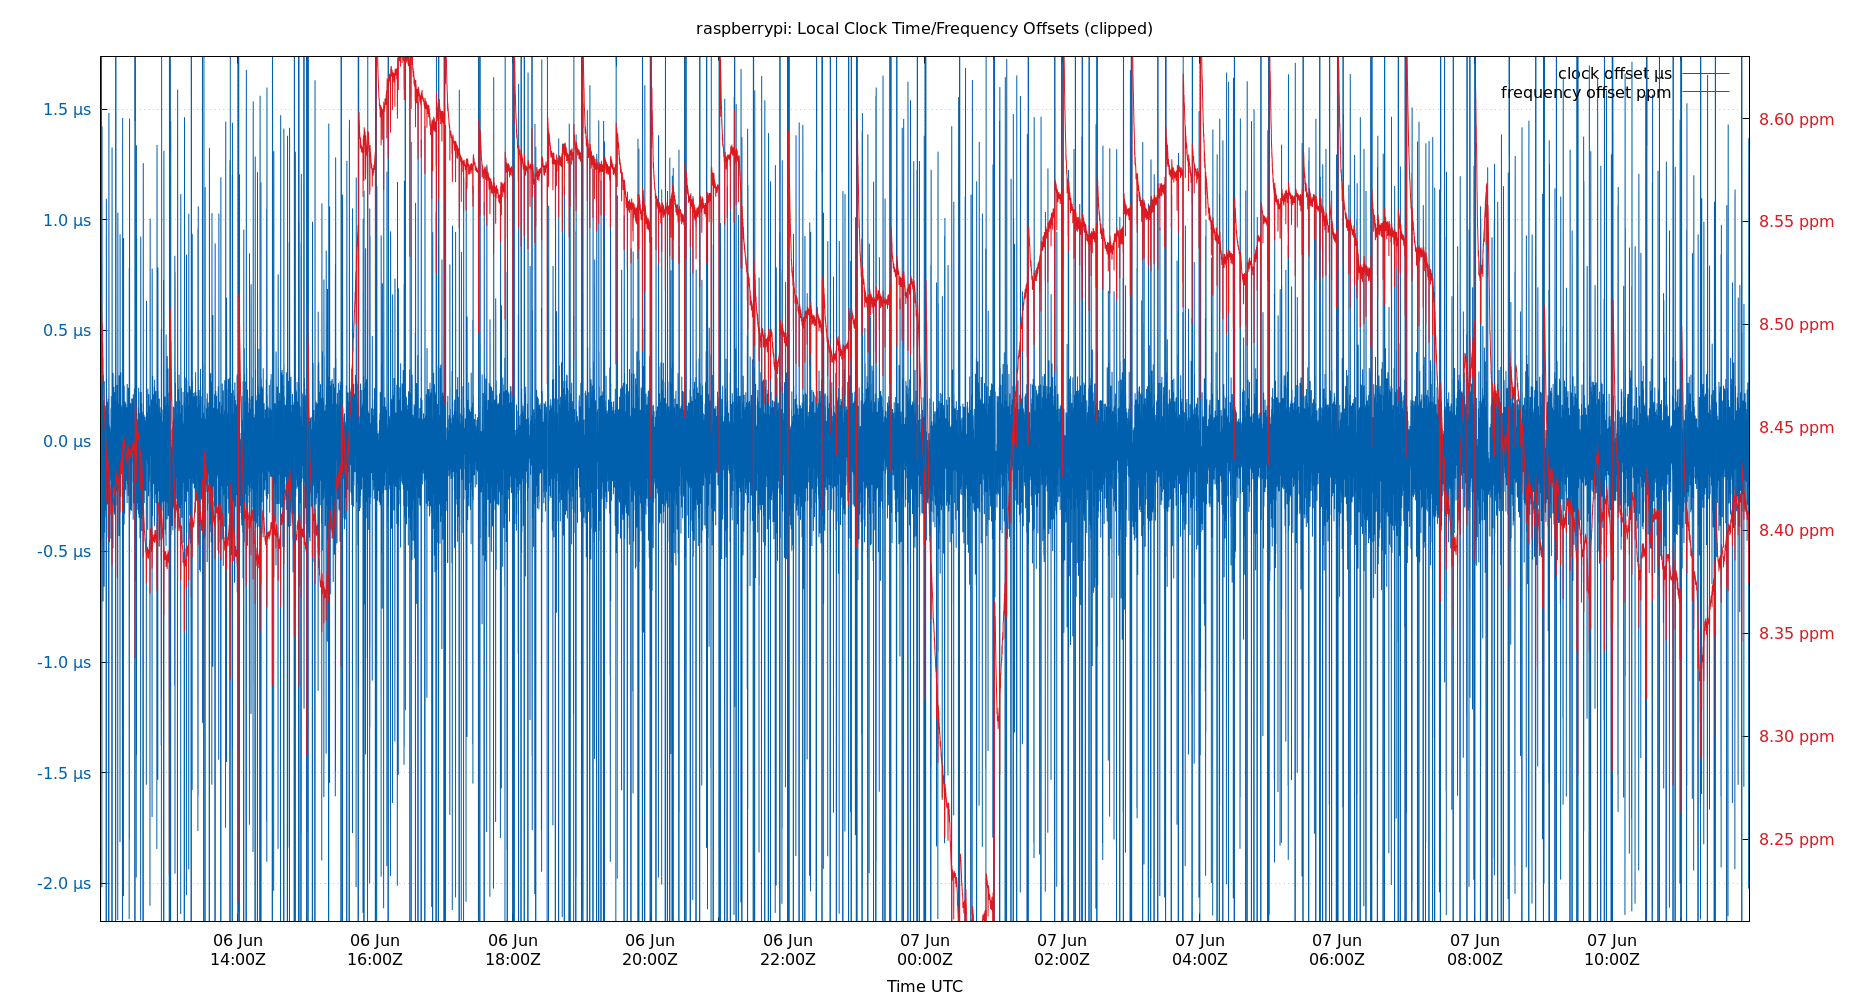 raspberrypi: Local Clock Time/Frequency Offsets (clipped)
clock offset µs
frequency offset ppm
1.5 µs
1.0 µs
0.5 µs
0.0 µs
-0.5 µs
-1.0 µs
-1.5 µs
-2.0 µs
8.60 ppm
8.55 ppm
8.50 ppm
8.45 ppm
8.40 ppm
8.35 ppm
8.30 ppm
8.25 ppm
06 Jun 06 Jun 06 Jun 06 Jun 06 Jun 07 Jun 07 Jun 07 Jun 07 Jun 07 Jun 07 Jun
14:00Z 16:00Z 18:00Z 20:00Z 22:00Z 00:00Z 02:00Z 04:00Z 06:00Z 08:00Z 10:00Z
Time UTC